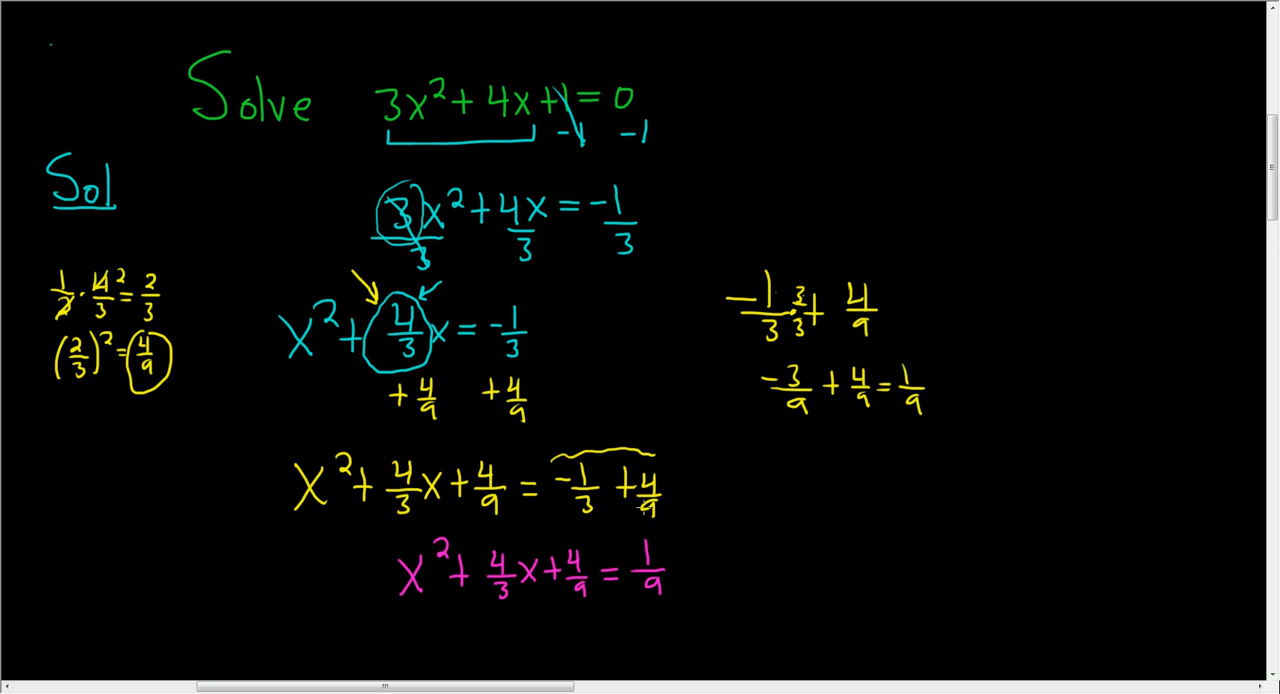 Solve 3x² + 4x + 1 = 0
-1 -1
Sol
3x² + 4x = -1
3 3 3
1/2 · 4/3 = 2/3
2
(2/3)² = 4/9
x² + 4/3 x = -1/3
+ 4/9 + 4/9
-1/3 · 3/3 + 4/9
-3/9 + 4/9 = 1/9
x² + 4/3 x + 4/9 = -1/3 + 4/9
x² + 4/3 x + 4/9 = 1/9